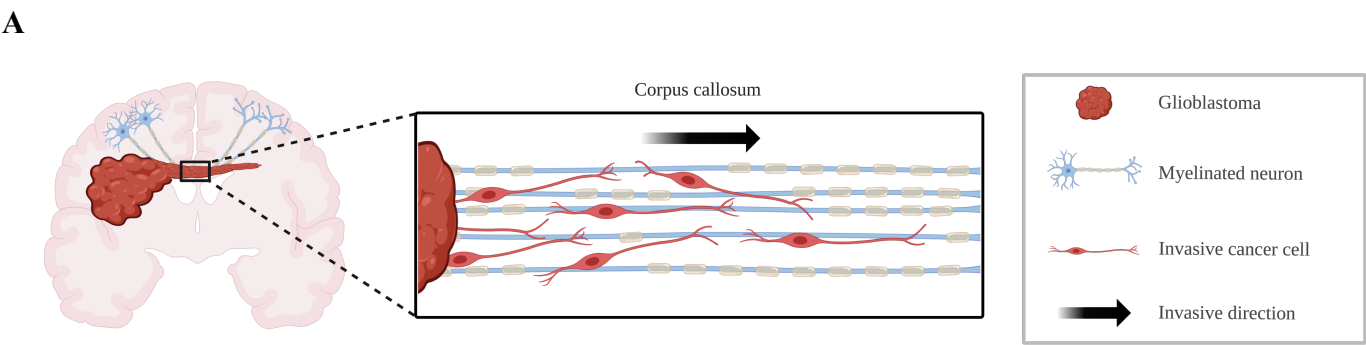 A
Corpus callosum
Glioblastoma
Myelinated neuron
Invasive cancer cell
Invasive direction